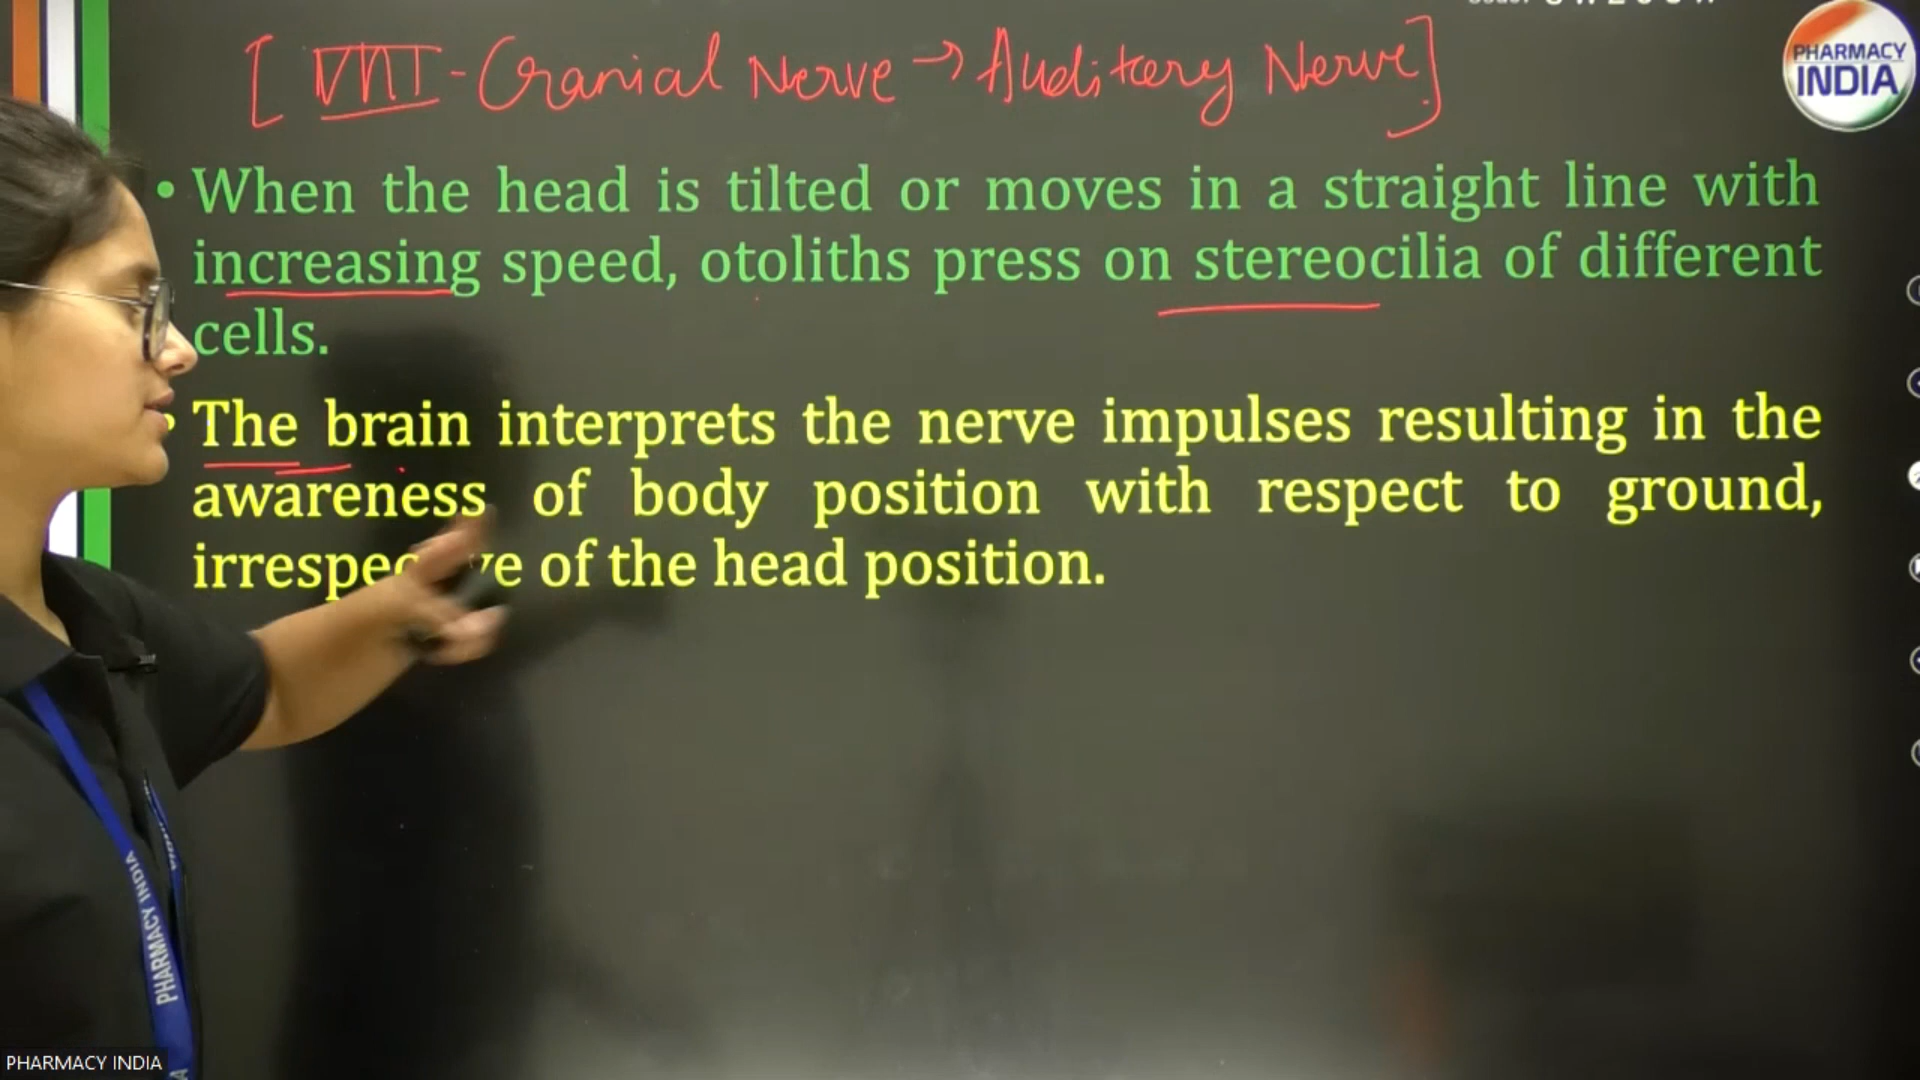 [ VIII - Cranial Nerve → Auditory Nerve ]
PHARMACY
INDIA
• When the head is tilted or moves in a straight line with
increasing speed, otoliths press on stereocilia of different
cells.
• The brain interprets the nerve impulses resulting in the
awareness of body position with respect to ground,
of the head position.
PHARMACY INDIA
PHARMACY INDIA